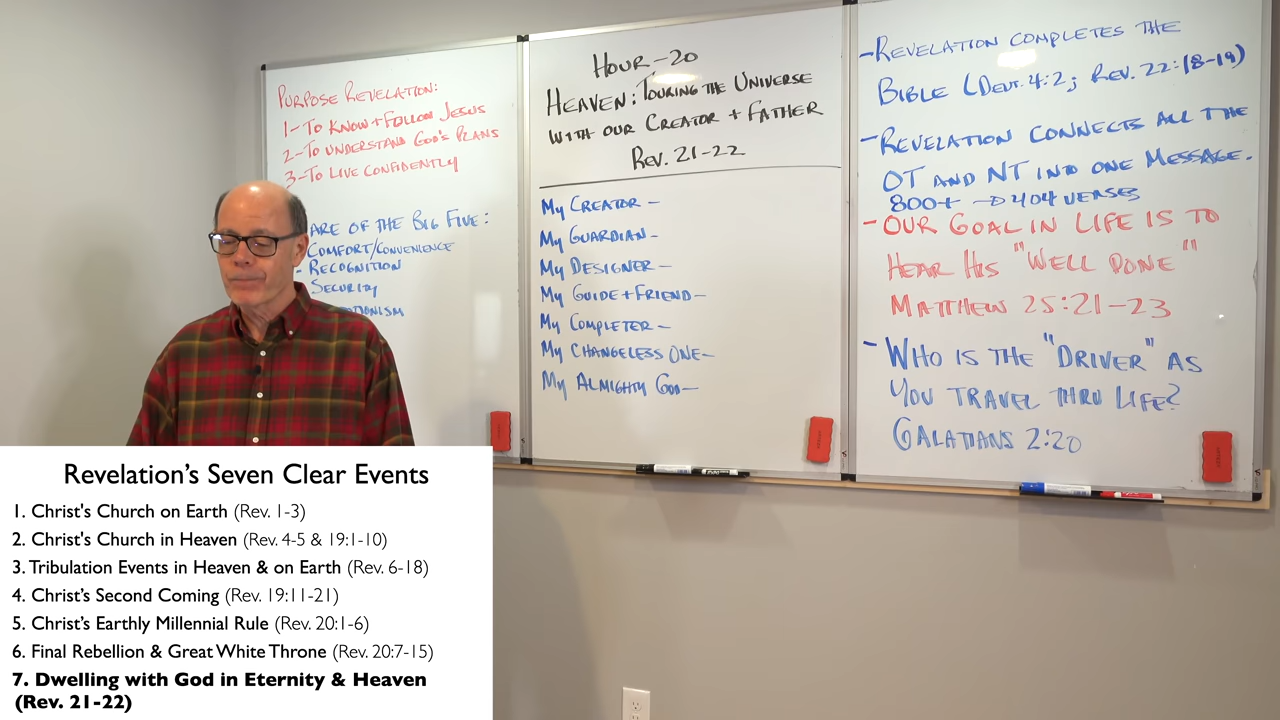 PURPOSE REVELATION:
1-TO KNOW + FOLLOW JESUS
2-TO UNDERSTAND GOD'S PLANS
3-TO LIVE CONFIDENTLY
ARE OF THE BIG FIVE:
COMFORT/CONVENIENCE
- RECOGNITION
SECURITY
HOUR-20
HEAVEN: TOURING THE UNIVERSE
WITH OUR CREATOR + FATHER
REV. 21-22
MY CREATOR -
MY GUARDIAN -
MY DESIGNER -
MY GUIDE + FRIEND -
MY COMPLETER -
MY CHANGELESS ONE -
MY ALMIGHTY GOD -
- REVELATION COMPLETES THE
BIBLE (DEUT. 4:2; REV. 22:18-19)
- REVELATION CONNECTS ALL THE
OT AND NT INTO ONE MESSAGE.
800+ → 404 VERSES
- OUR GOAL IN LIFE IS TO
HEAR HIS "WELL DONE"
MATTHEW 25:21-23
- WHO IS THE "DRIVER" AS
YOU TRAVEL THRU LIFE?
GALATIANS 2:20
Revelation's Seven Clear Events
1. Christ's Church on Earth (Rev. 1-3)
2. Christ's Church in Heaven (Rev. 4-5 & 19:1-10)
3. Tribulation Events in Heaven & on Earth (Rev. 6-18)
4. Christ's Second Coming (Rev. 19:11-21)
5. Christ's Earthly Millennial Rule (Rev. 20:1-6)
6. Final Rebellion & Great White Throne (Rev. 20:7-15)
7. Dwelling with God in Eternity & Heaven
(Rev. 21-22)